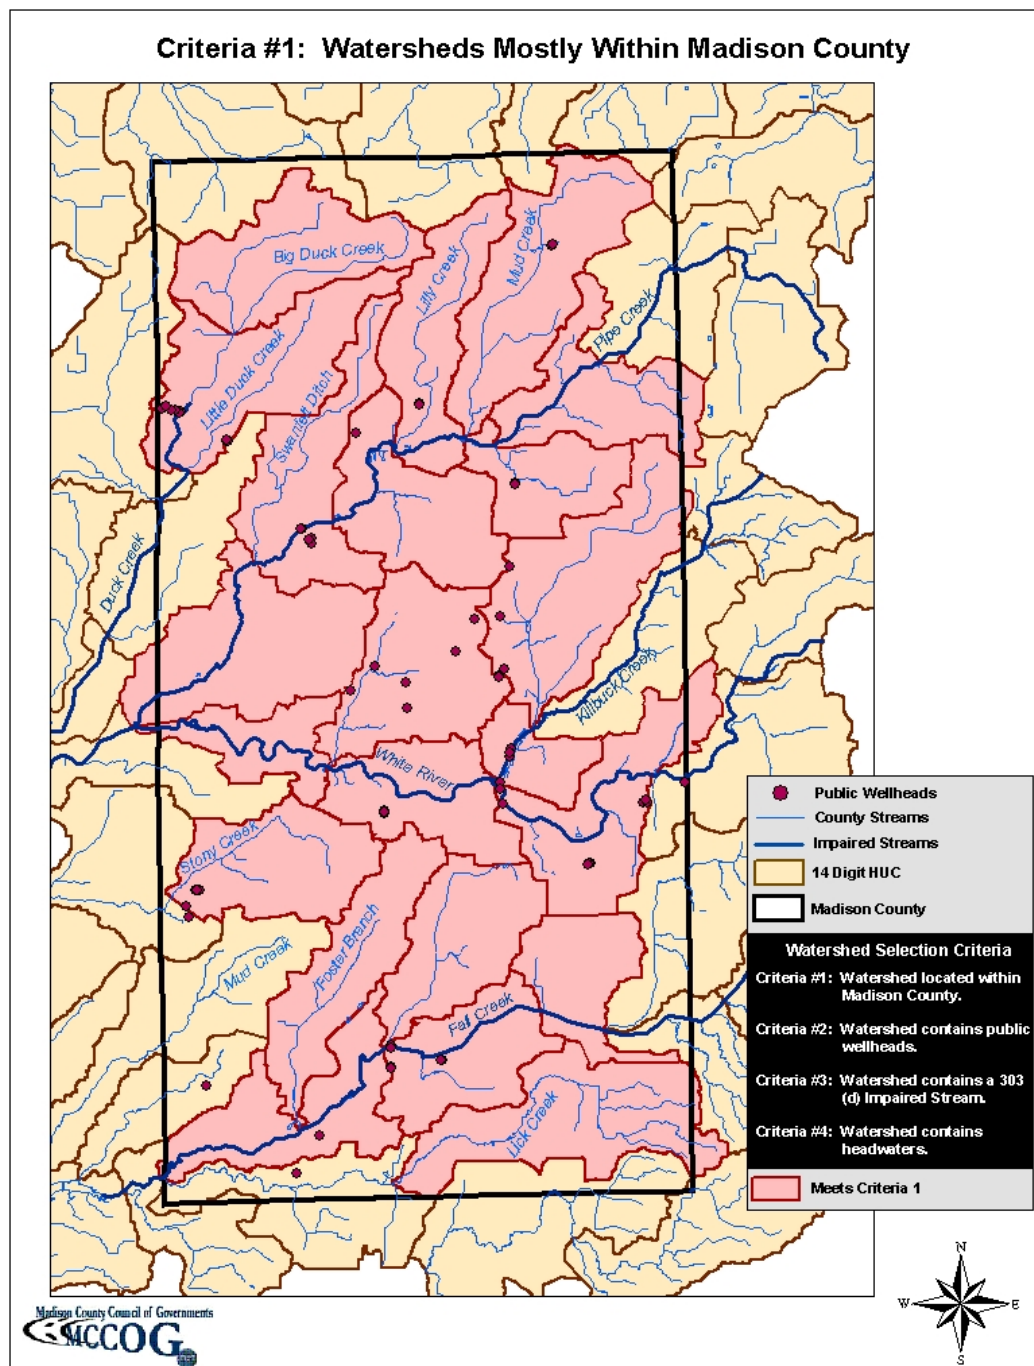 Criteria #1: Watersheds Mostly Within Madison County
Big Duck Creek
Lilly Creek
Mud Creek
Pipe Creek
Little Duck Creek
Swanfelt Ditch
Duck Creek
Killbuck Creek
White River
Stony Creek
Foster Branch
Mud Creek
Fall Creek
Lick Creek
Public Wellheads
County Streams
Impaired Streams
14 Digit HUC
Madison County
Watershed Selection Criteria
Criteria #1: Watershed located within
Madison County.
Criteria #2: Watershed contains public
wellheads.
Criteria #3: Watershed contains a 303
(d) Impaired Stream.
Criteria #4: Watershed contains
headwaters.
Meets Criteria 1
Madison County Council of Governments
MCCOG
N
W
E
S